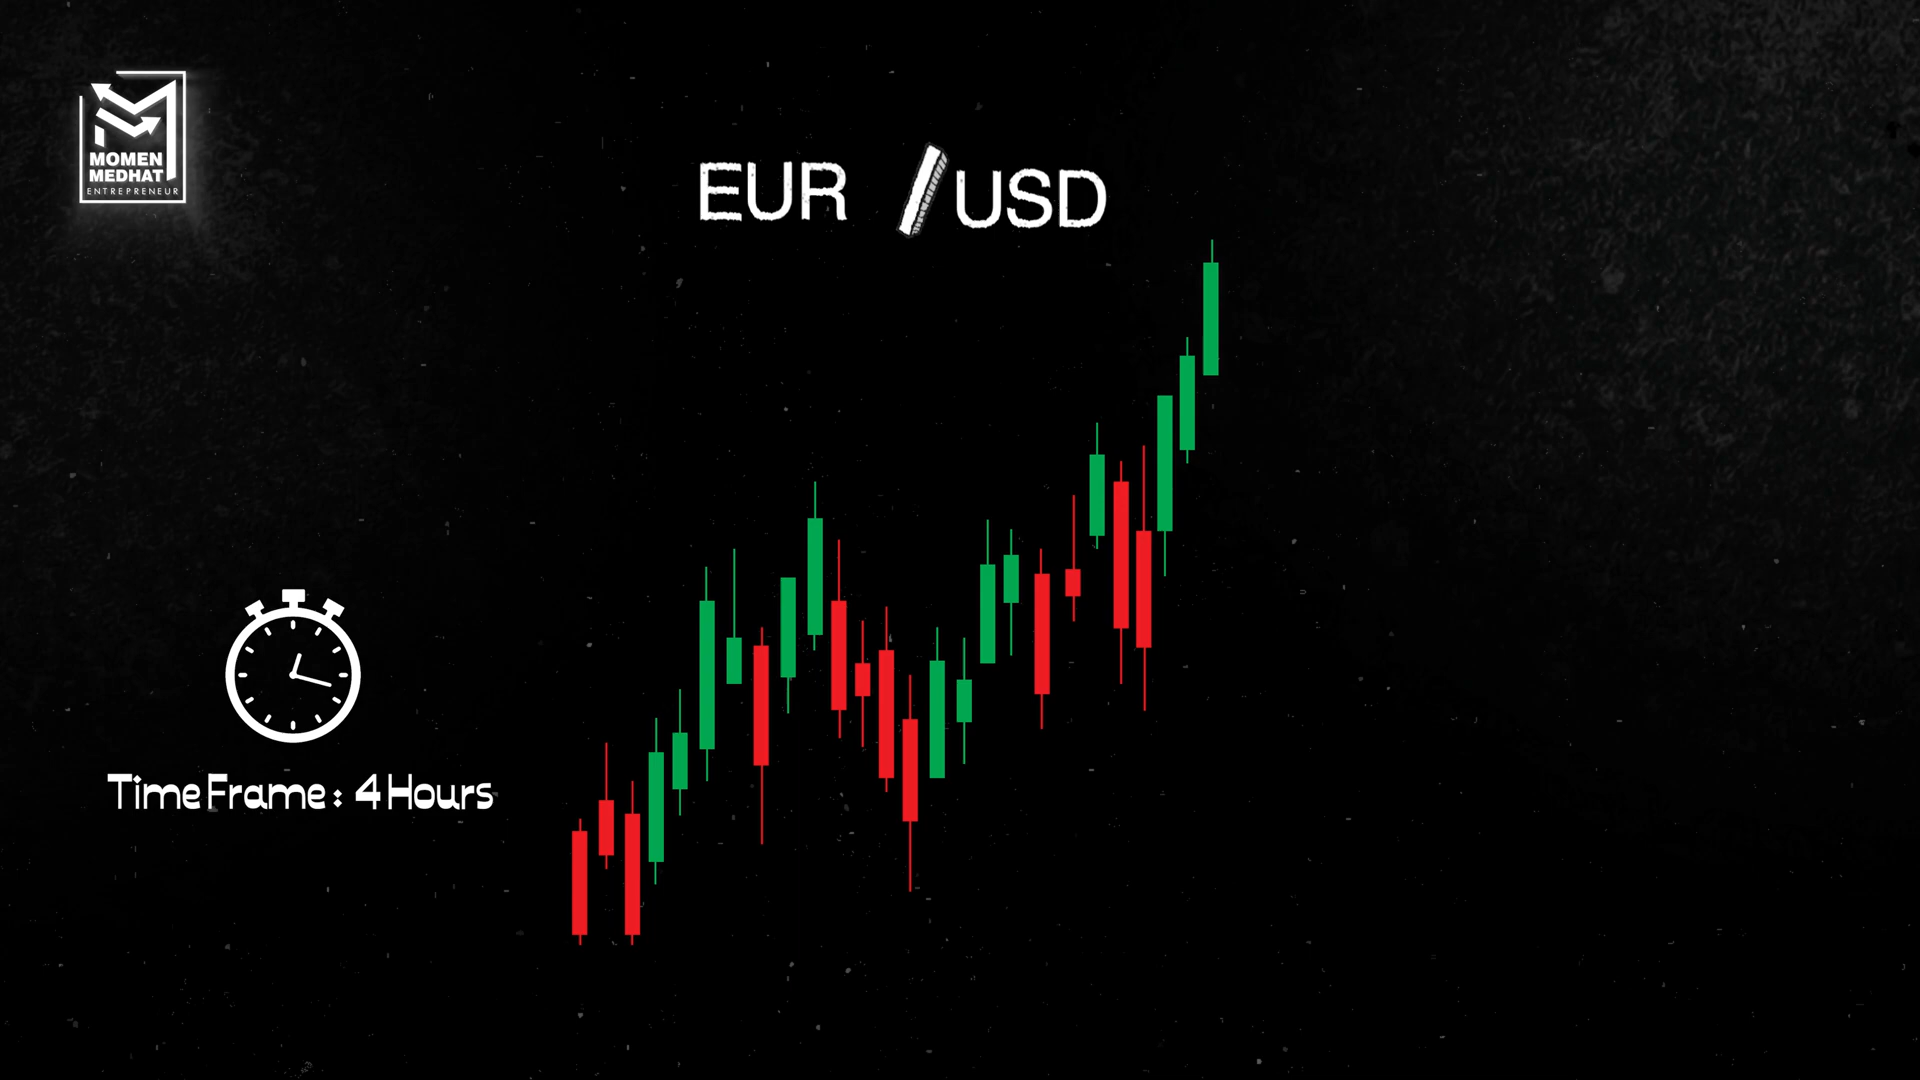 MOMEN
MEDHAT
ENTREPRENEUR
EUR / USD
Time Frame : 4 Hours